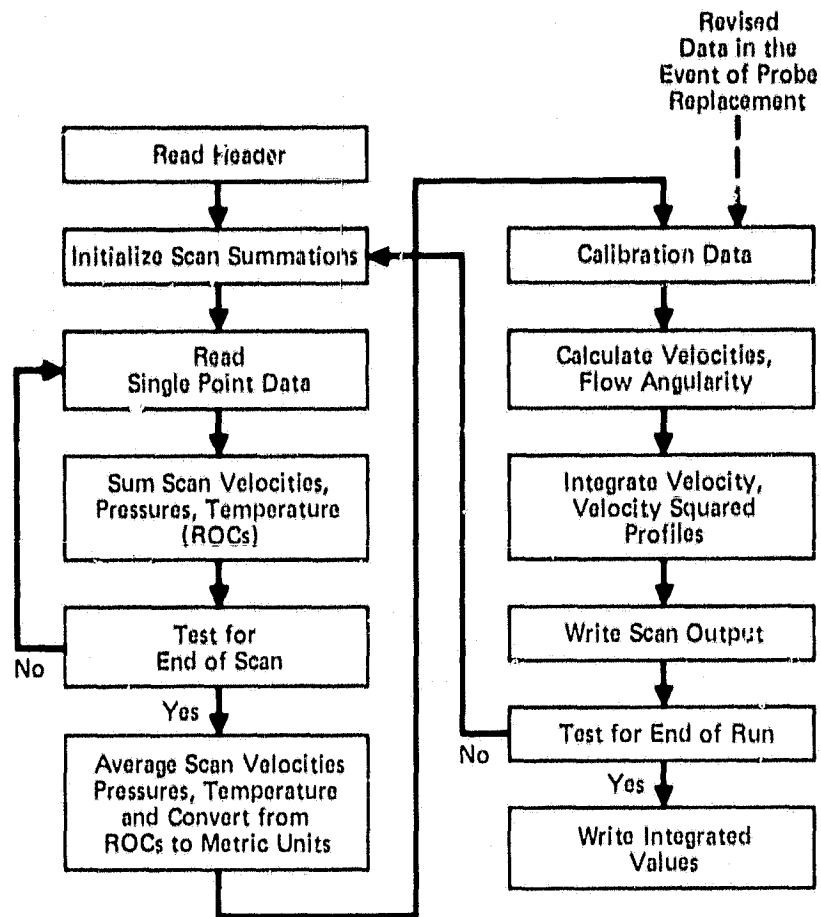 Revised
Data in the
Event of Probe
Replacement
Read Header
Initialize Scan Summations
Read
Single Point Data
Sum Scan Velocities,
Pressures, Temperature
(ROCs)
Test for
End of Scan
No
Yes
Average Scan Velocities
Pressures, Temperature
and Convert from
ROCs to Metric Units
Calibration Data
Calculate Velocities,
Flow Angularity
Integrate Velocity,
Velocity Squared
Profiles
Write Scan Output
Test for End of Run
No
Yes
Write Integrated
Values